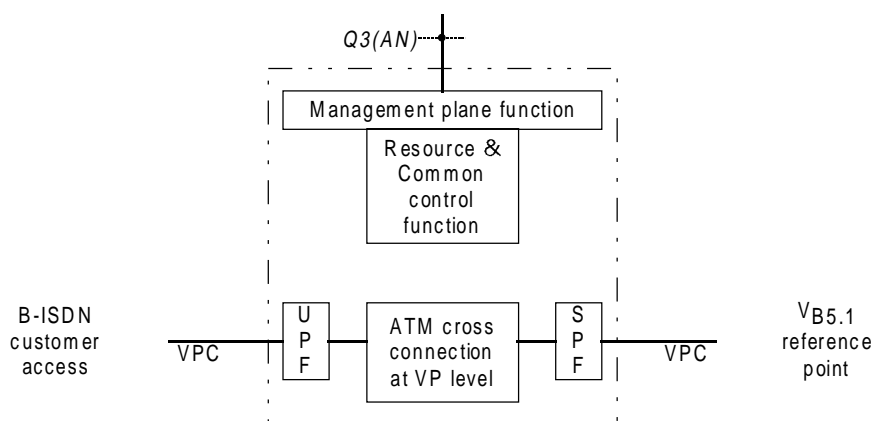 Q3(AN)
Management plane function
Resource &
Common
control
function
B-ISDN
customer
access
VPC
U
P
F
ATM cross
connection
at VP level
S
P
F
VPC
VB5.1
reference
point